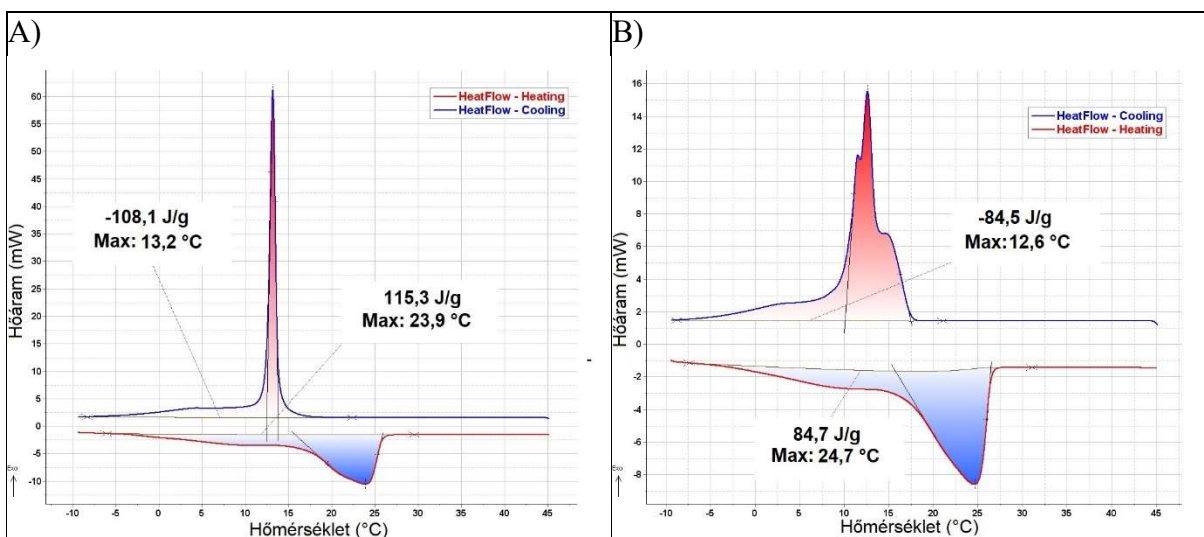 A)
HeatFlow - Heating
HeatFlow - Cooling
-108,1 J/g
Max: 13,2 °C
115,3 J/g
Max: 23,9 °C
Hőáram (mW)
60
55
50
45
40
35
30
25
20
15
10
5
0
-5
-10
Exo
-10 -5 0 5 10 15 20 25 30 35 40 45
Hőmérséklet (°C)
B)
HeatFlow - Cooling
HeatFlow - Heating
-84,5 J/g
Max: 12,6 °C
84,7 J/g
Max: 24,7 °C
Hőáram (mW)
16
14
12
10
8
6
4
2
0
-2
-4
-6
-8
Exo
-10 -5 0 5 10 15 20 25 30 35 40 45
Hőmérséklet (°C)